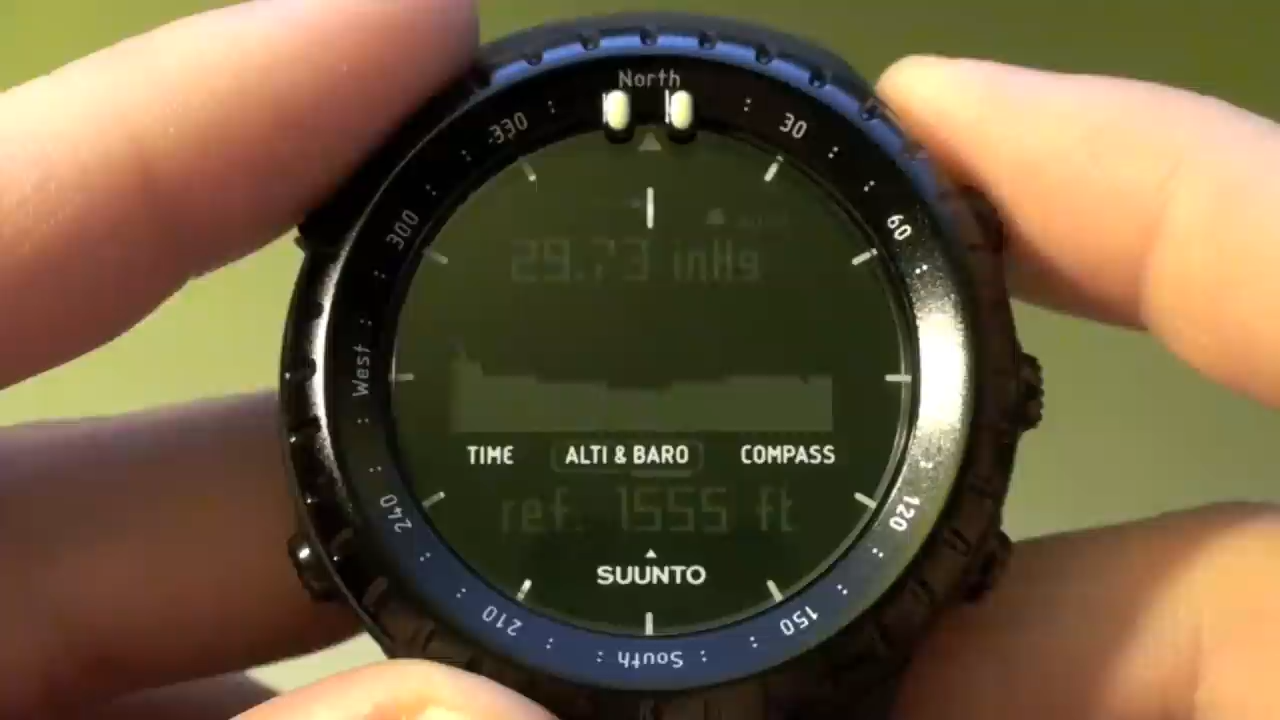 North
330
30
300
60
29.73 inHg
West
TIME ALTI & BARO COMPASS
240
ref. 1555 ft
120
SUUNTO
210
150
South